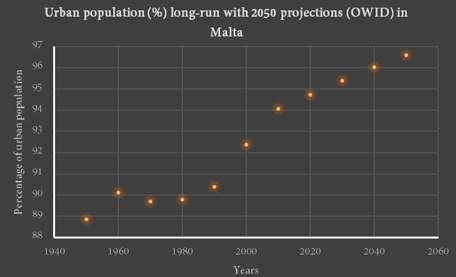 Urban population (%) long-run with 2050 projections (OWID) in
Malta
97
96
95
94
93
92
91
90
89
88
Percentage of urban population
1940 1960 1980 2000 2020 2040 2060
Years